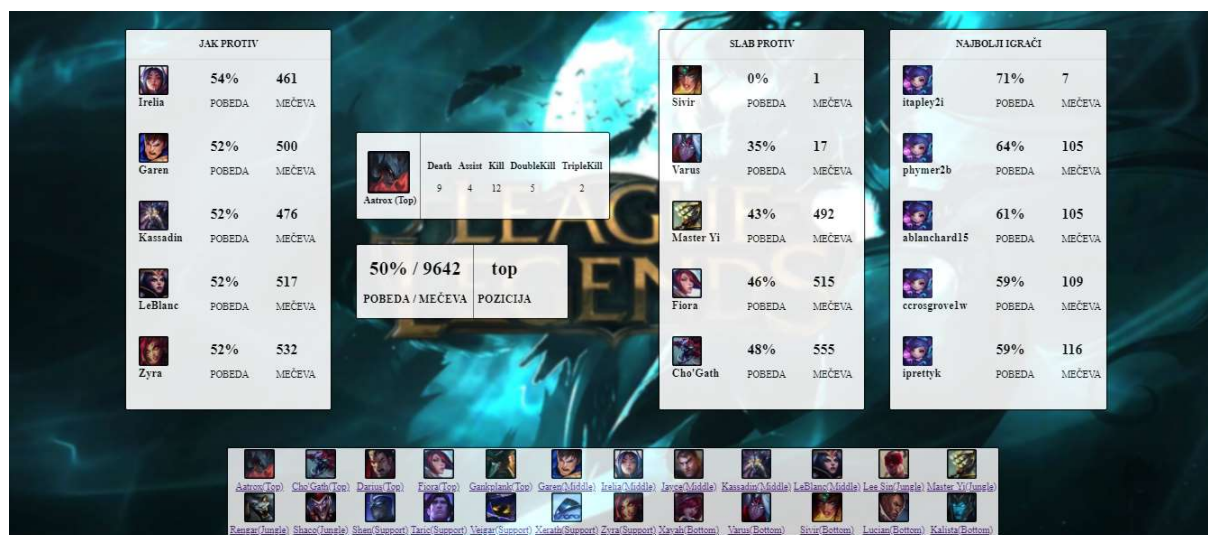 JAK PROTIV
54% 461
Irelia POBEDA MEČEVA
52% 500
Garen POBEDA MEČEVA
52% 476
Kassadin POBEDA MEČEVA
52% 517
LeBlanc POBEDA MEČEVA
52% 532
Zyra POBEDA MEČEVA
Death Assist Kill DoubleKill TripleKill
9 4 12 5 2
Aatrox (Top)
50% / 9642 top
POBEDA / MEČEVA POZICIJA
LEAGUE
LEGENDS
SLAB PROTIV
0% 1
Sivir POBEDA MEČEVA
35% 17
Varus POBEDA MEČEVA
43% 492
Master Yi POBEDA MEČEVA
46% 515
Fiora POBEDA MEČEVA
48% 555
Cho'Gath POBEDA MEČEVA
NAJBOLJI IGRAČI
71% 7
itapley2i POBEDA MEČEVA
64% 105
phymer2b POBEDA MEČEVA
61% 105
ablanchard15 POBEDA MEČEVA
59% 109
ccrosgrove1w POBEDA MEČEVA
59% 116
iprettyk POBEDA MEČEVA
Aatrox(Top) Cho'Gath(Top) Darius(Top) Fiora(Top) Gankplank(Top) Garen(Middle) Irelia(Middle) Jayce(Middle) Kassadin(Middle) LeBlanc(Middle) Lee Sin(Jungle) Master Yi(Jungle)
Rengar(Jungle) Shaco(Jungle) Shen(Support) Taric(Support) Veigar(Support) Xerath(Support) Zyra(Support) Xayah(Bottom) Varus(Bottom) Sivir(Bottom) Lucian(Bottom) Kalista(Bottom)